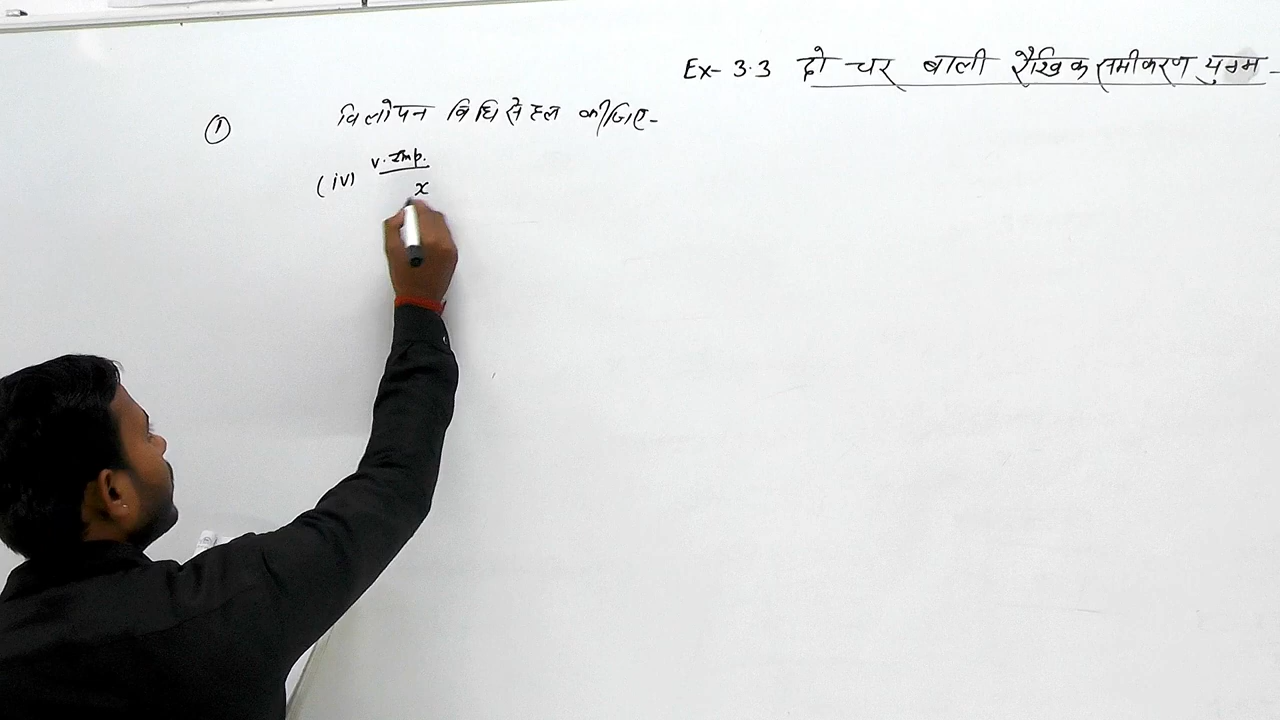 Ex- 3.3 दो चर बाली रैखिक समीकरण युग्म -
① विलोपन विधि से हल कीजिए -
v. Imp.
(iv) x